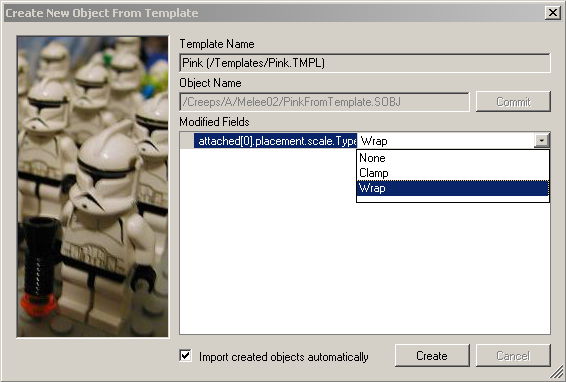 Create New Object From Template
Template Name
Pink (/Templates/Pink.TMPL)
Object Name
/Creeps/A/Melee02/PinkFromTemplate.SOBJ
Commit
Modified Fields
attached[0].placement.scale.Type Wrap
None
Clamp
Wrap
Import created objects automatically
Create
Cancel